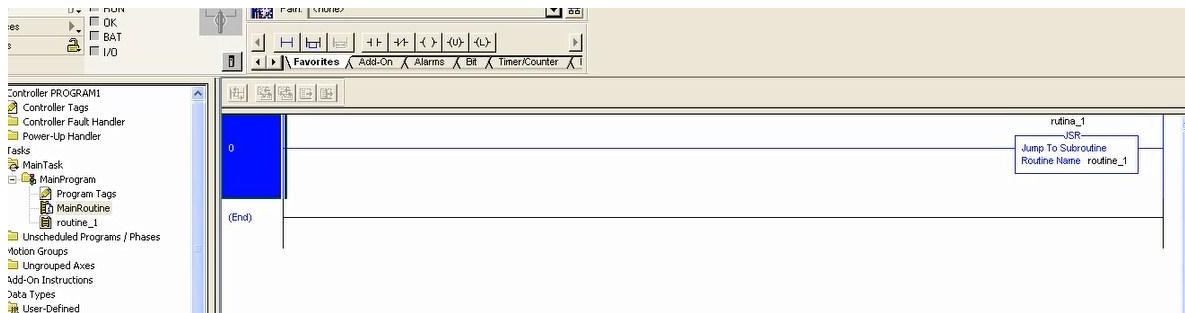 RUN
OK
BAT
I/O
Path: <none>
Favorites
Add-On
Alarms
Bit
Timer/Counter
Controller PROGRAM1
Controller Tags
Controller Fault Handler
Power-Up Handler
Tasks
MainTask
MainProgram
Program Tags
MainRoutine
routine_1
Unscheduled Programs / Phases
Motion Groups
Ungrouped Axes
Add-On Instructions
Data Types
User-Defined
0
(End)
rutina_1
JSR
Jump To Subroutine
Routine Name routine_1